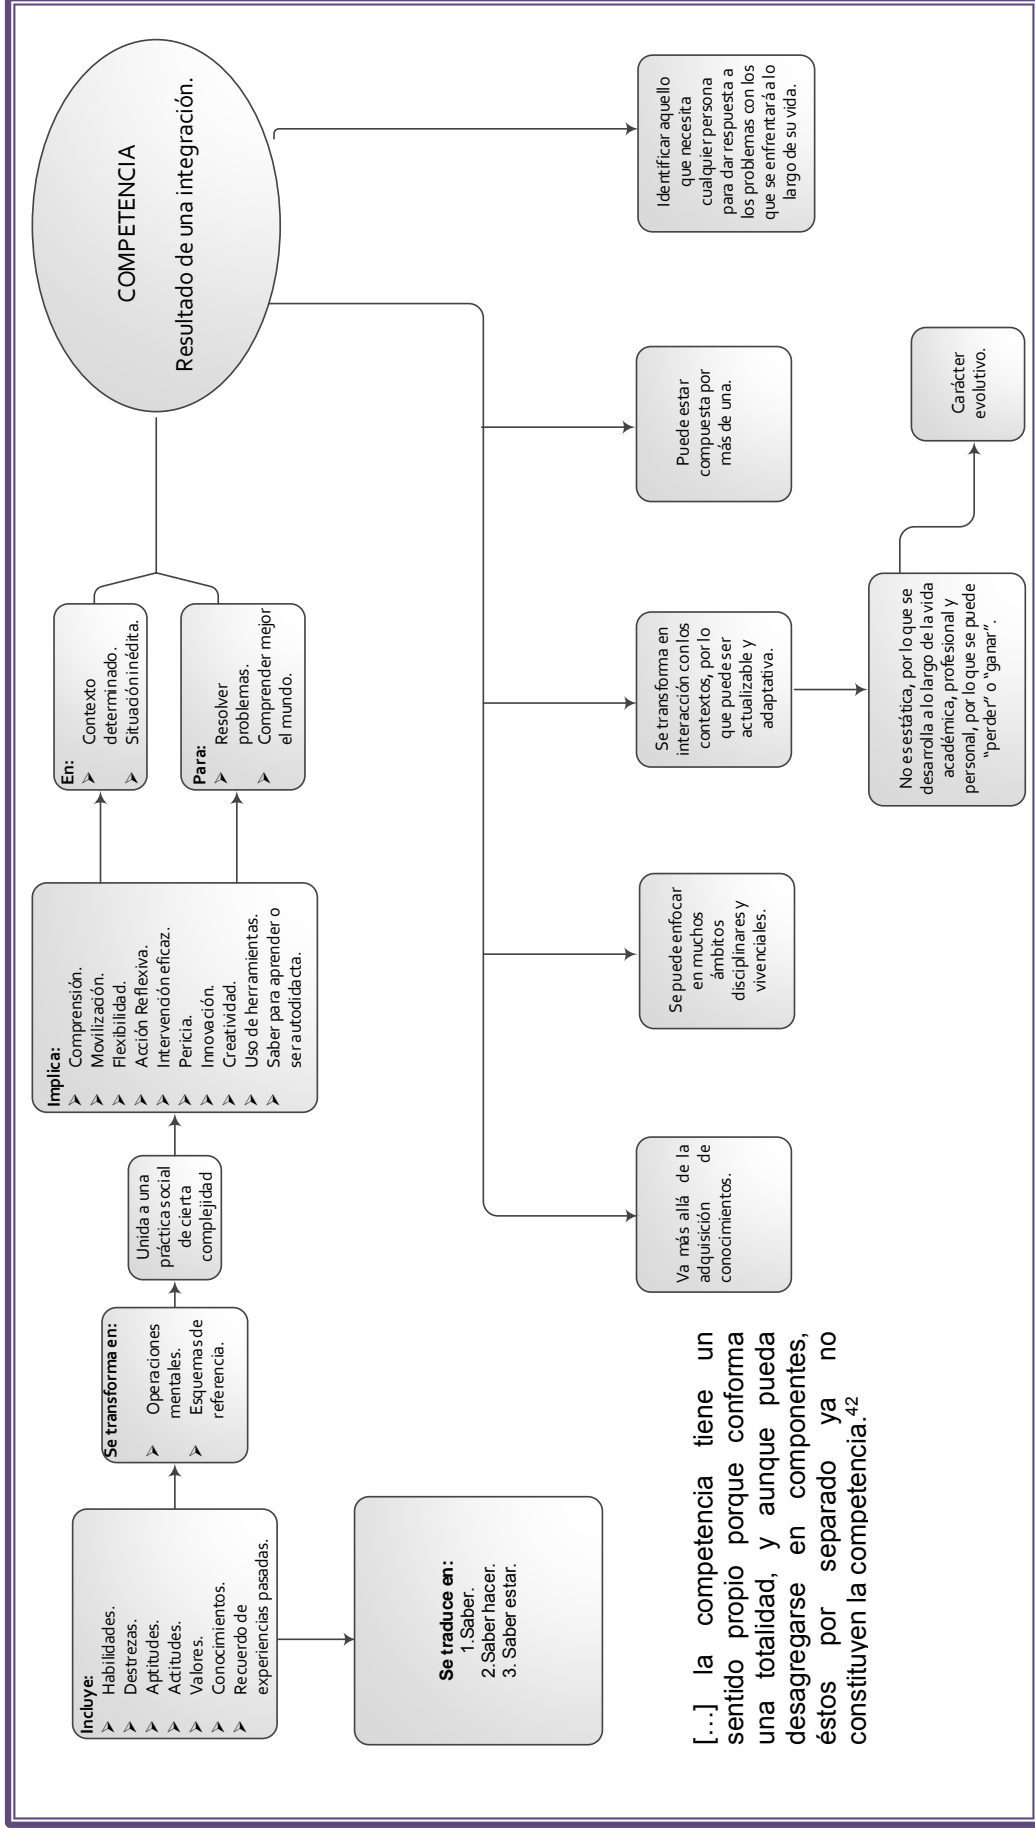 Incluye:
➢ Habilidades.
➢ Destrezas.
➢ Aptitudes.
➢ Actitudes.
➢ Valores.
➢ Conocimientos.
➢ Recuerdo de
experiencias pasadas.
Se transforma en:
➢ Operaciones
mentales.
➢ Esquemas de
referencia.
Unida a una
práctica social
de cierta
complejidad
Implica:
➢ Comprensión.
➢ Movilización.
➢ Flexibilidad.
➢ Acción Reflexiva.
➢ Intervención eficaz.
➢ Pericia.
➢ Innovación.
➢ Creatividad.
➢ Uso de herramientas.
➢ Saber para aprender o
ser autodidacta.
En:
➢ Contexto
determinado.
➢ Situación inédita.
Para:
➢ Resolver
problemas.
➢ Comprender mejor
el mundo.
COMPETENCIA
Resultado de una integración.
Se traduce en:
1.Saber.
2.Saber hacer.
3. Saber estar.
Va más allá de la
adquisición de
conocimientos.
Se puede enfocar
en muchos
ámbitos
disciplinares y
vivenciales.
Se transforma en
interacción con los
contextos, por lo
que puede ser
actualizable y
adaptativa.
Puede estar
compuesta por
más de una.
Identificar aquello
que necesita
cualquier persona
para dar respuesta a
los problemas con los
que se enfrentará a lo
largo de su vida.
No es estática, por lo que se
desarrolla a lo largo de la vida
académica, profesional y
personal, por lo que se puede
“perder” o “ganar”.
Carácter
evolutivo.
[…] la competencia tiene un
sentido propio porque conforma
una totalidad, y aunque pueda
desagregarse en componentes,
éstos por separado ya no
constituyen la competencia.42